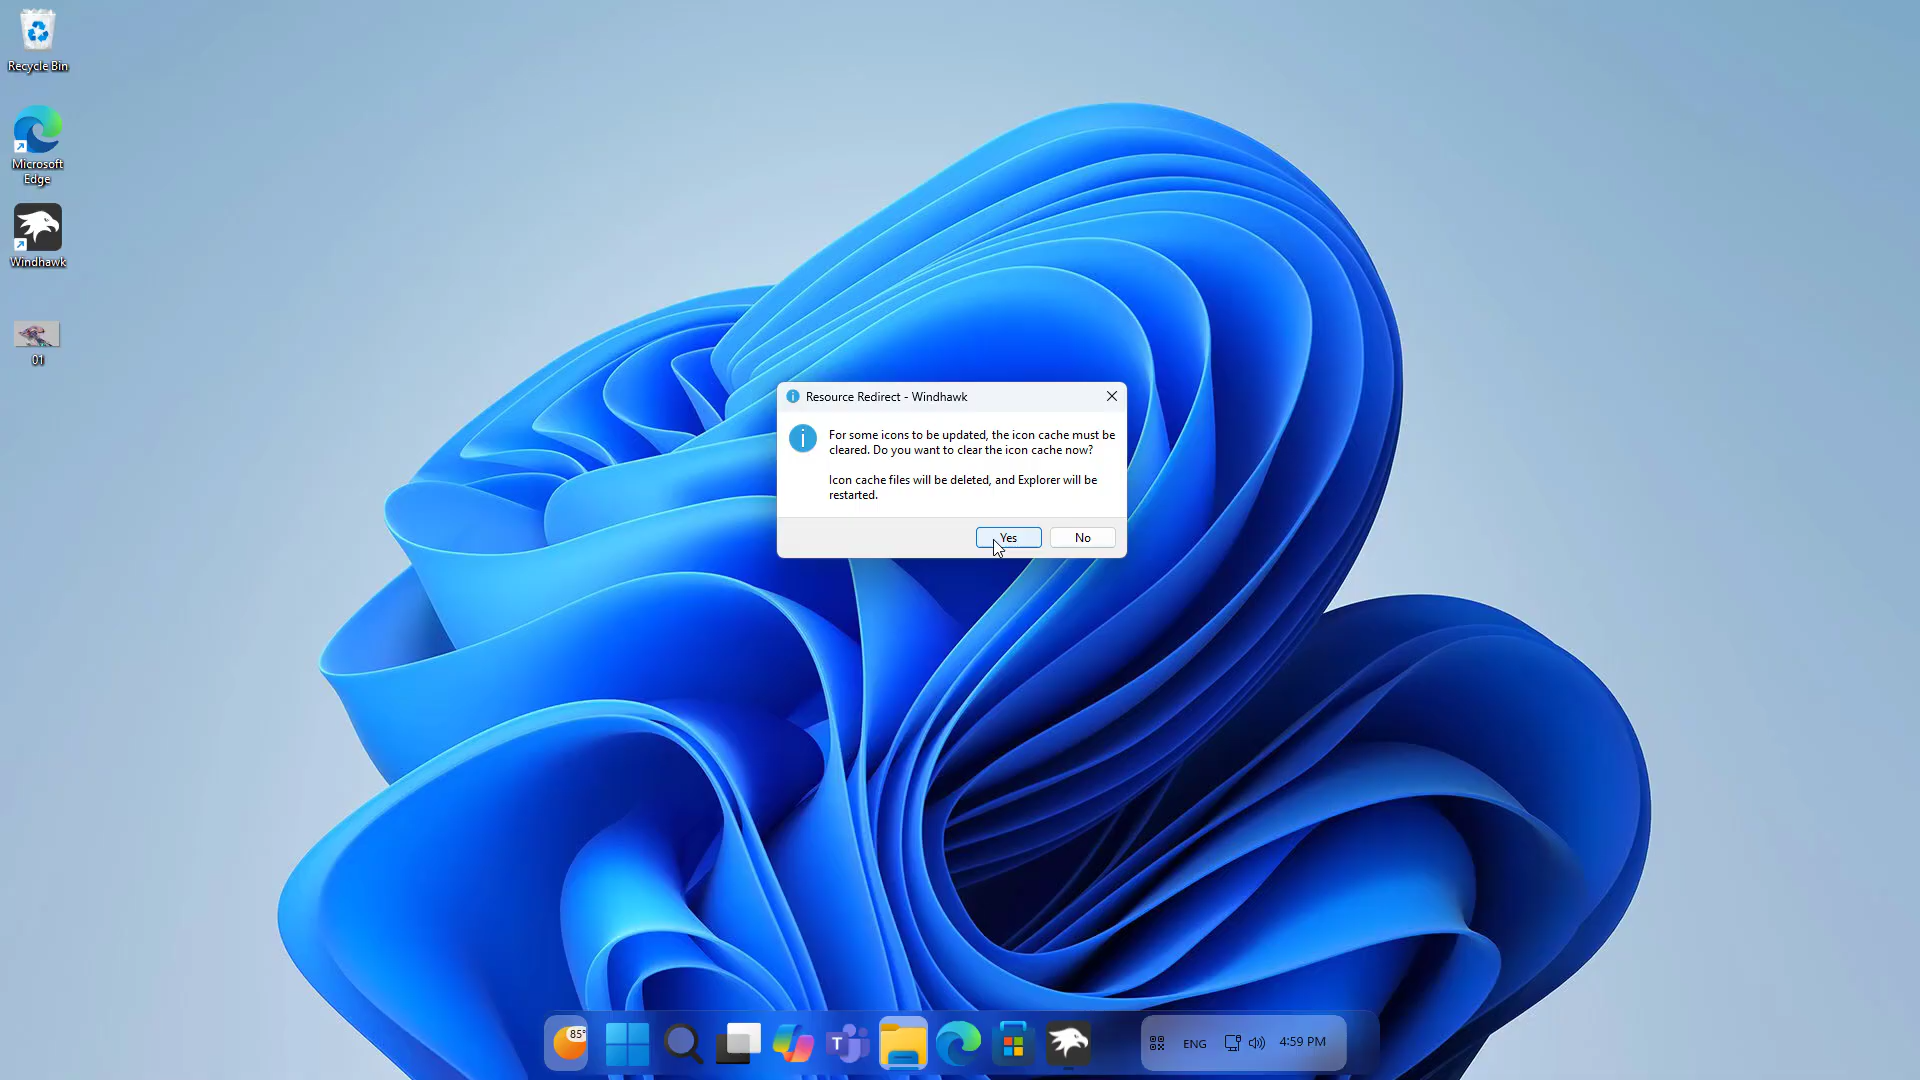 Recycle Bin
Microsoft
Edge
Windhawk
01
Resource Redirect - Windhawk
For some icons to be updated, the icon cache must be
cleared. Do you want to clear the icon cache now?
Icon cache files will be deleted, and Explorer will be
restarted.
Yes
No
85°
T
ENG
4:59 PM